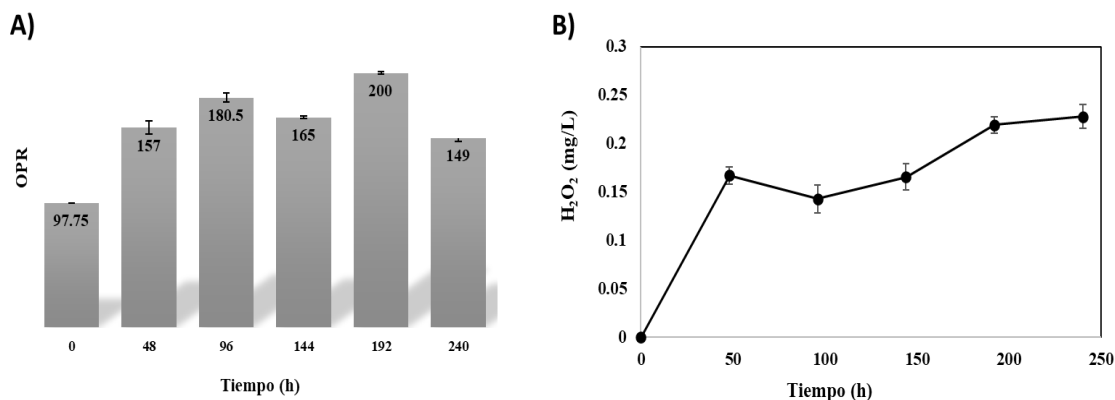 A)
OPR
97.75
157
180.5
165
200
149
0 48 96 144 192 240
Tiempo (h)
B)
H₂O₂ (mg/L)
0.3
0.25
0.2
0.15
0.1
0.05
0
0 50 100 150 200 250
Tiempo (h)